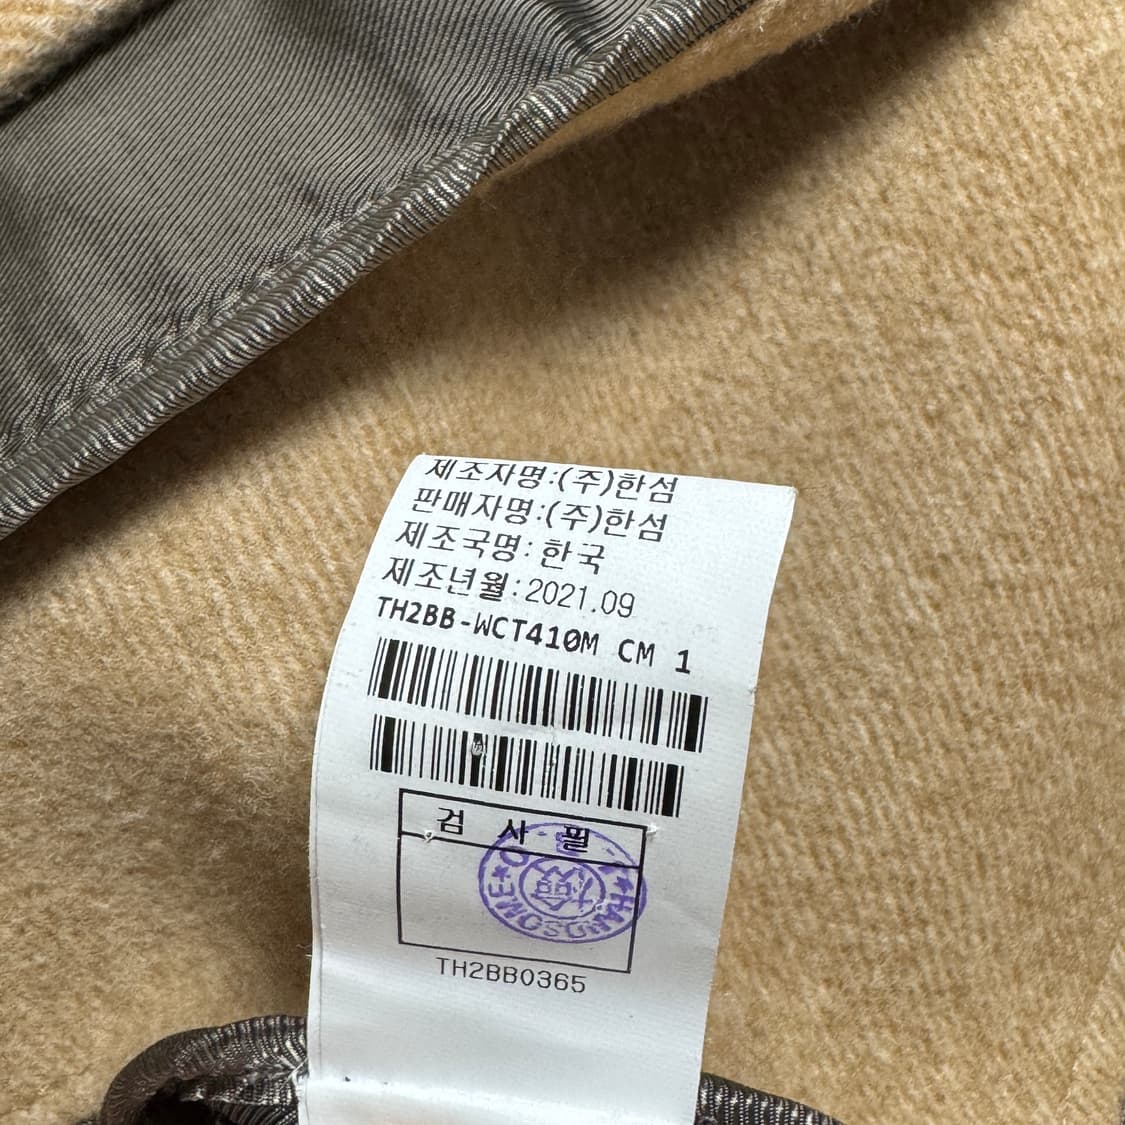 제조자명:(주)한섬
판매자명:(주)한섬
제조국명: 한국
제조년월:2021.09
TH2BB-WCT410M CM 1
검 사 필
TH2BB0365